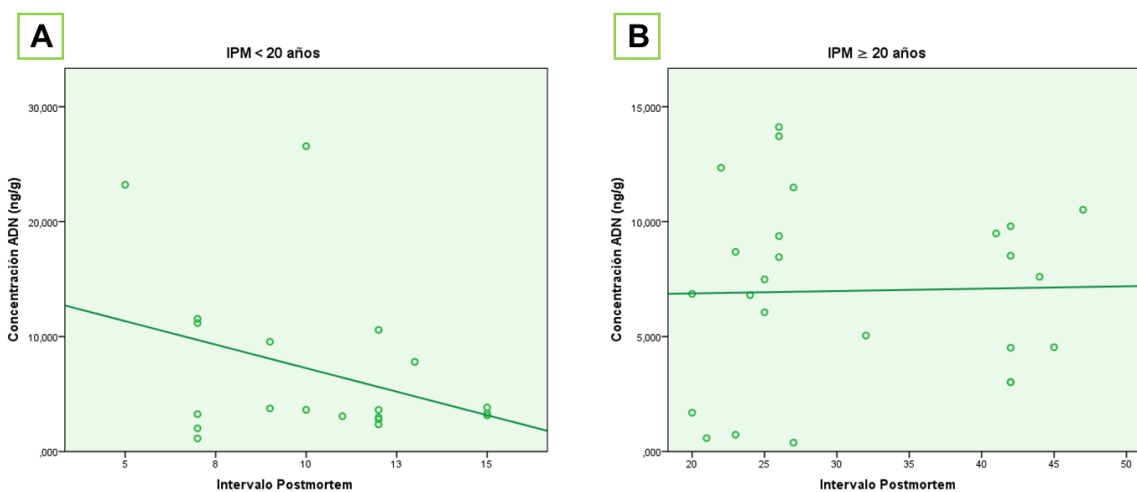 A
IPM < 20 años
Concentración ADN (ng/g)
30,000
20,000
10,000
,000
5
8
10
13
15
Intervalo Postmortem
B
IPM ≥ 20 años
Concentración ADN (ng/g)
15,000
10,000
5,000
,000
20
25
30
35
40
45
50
Intervalo Postmortem